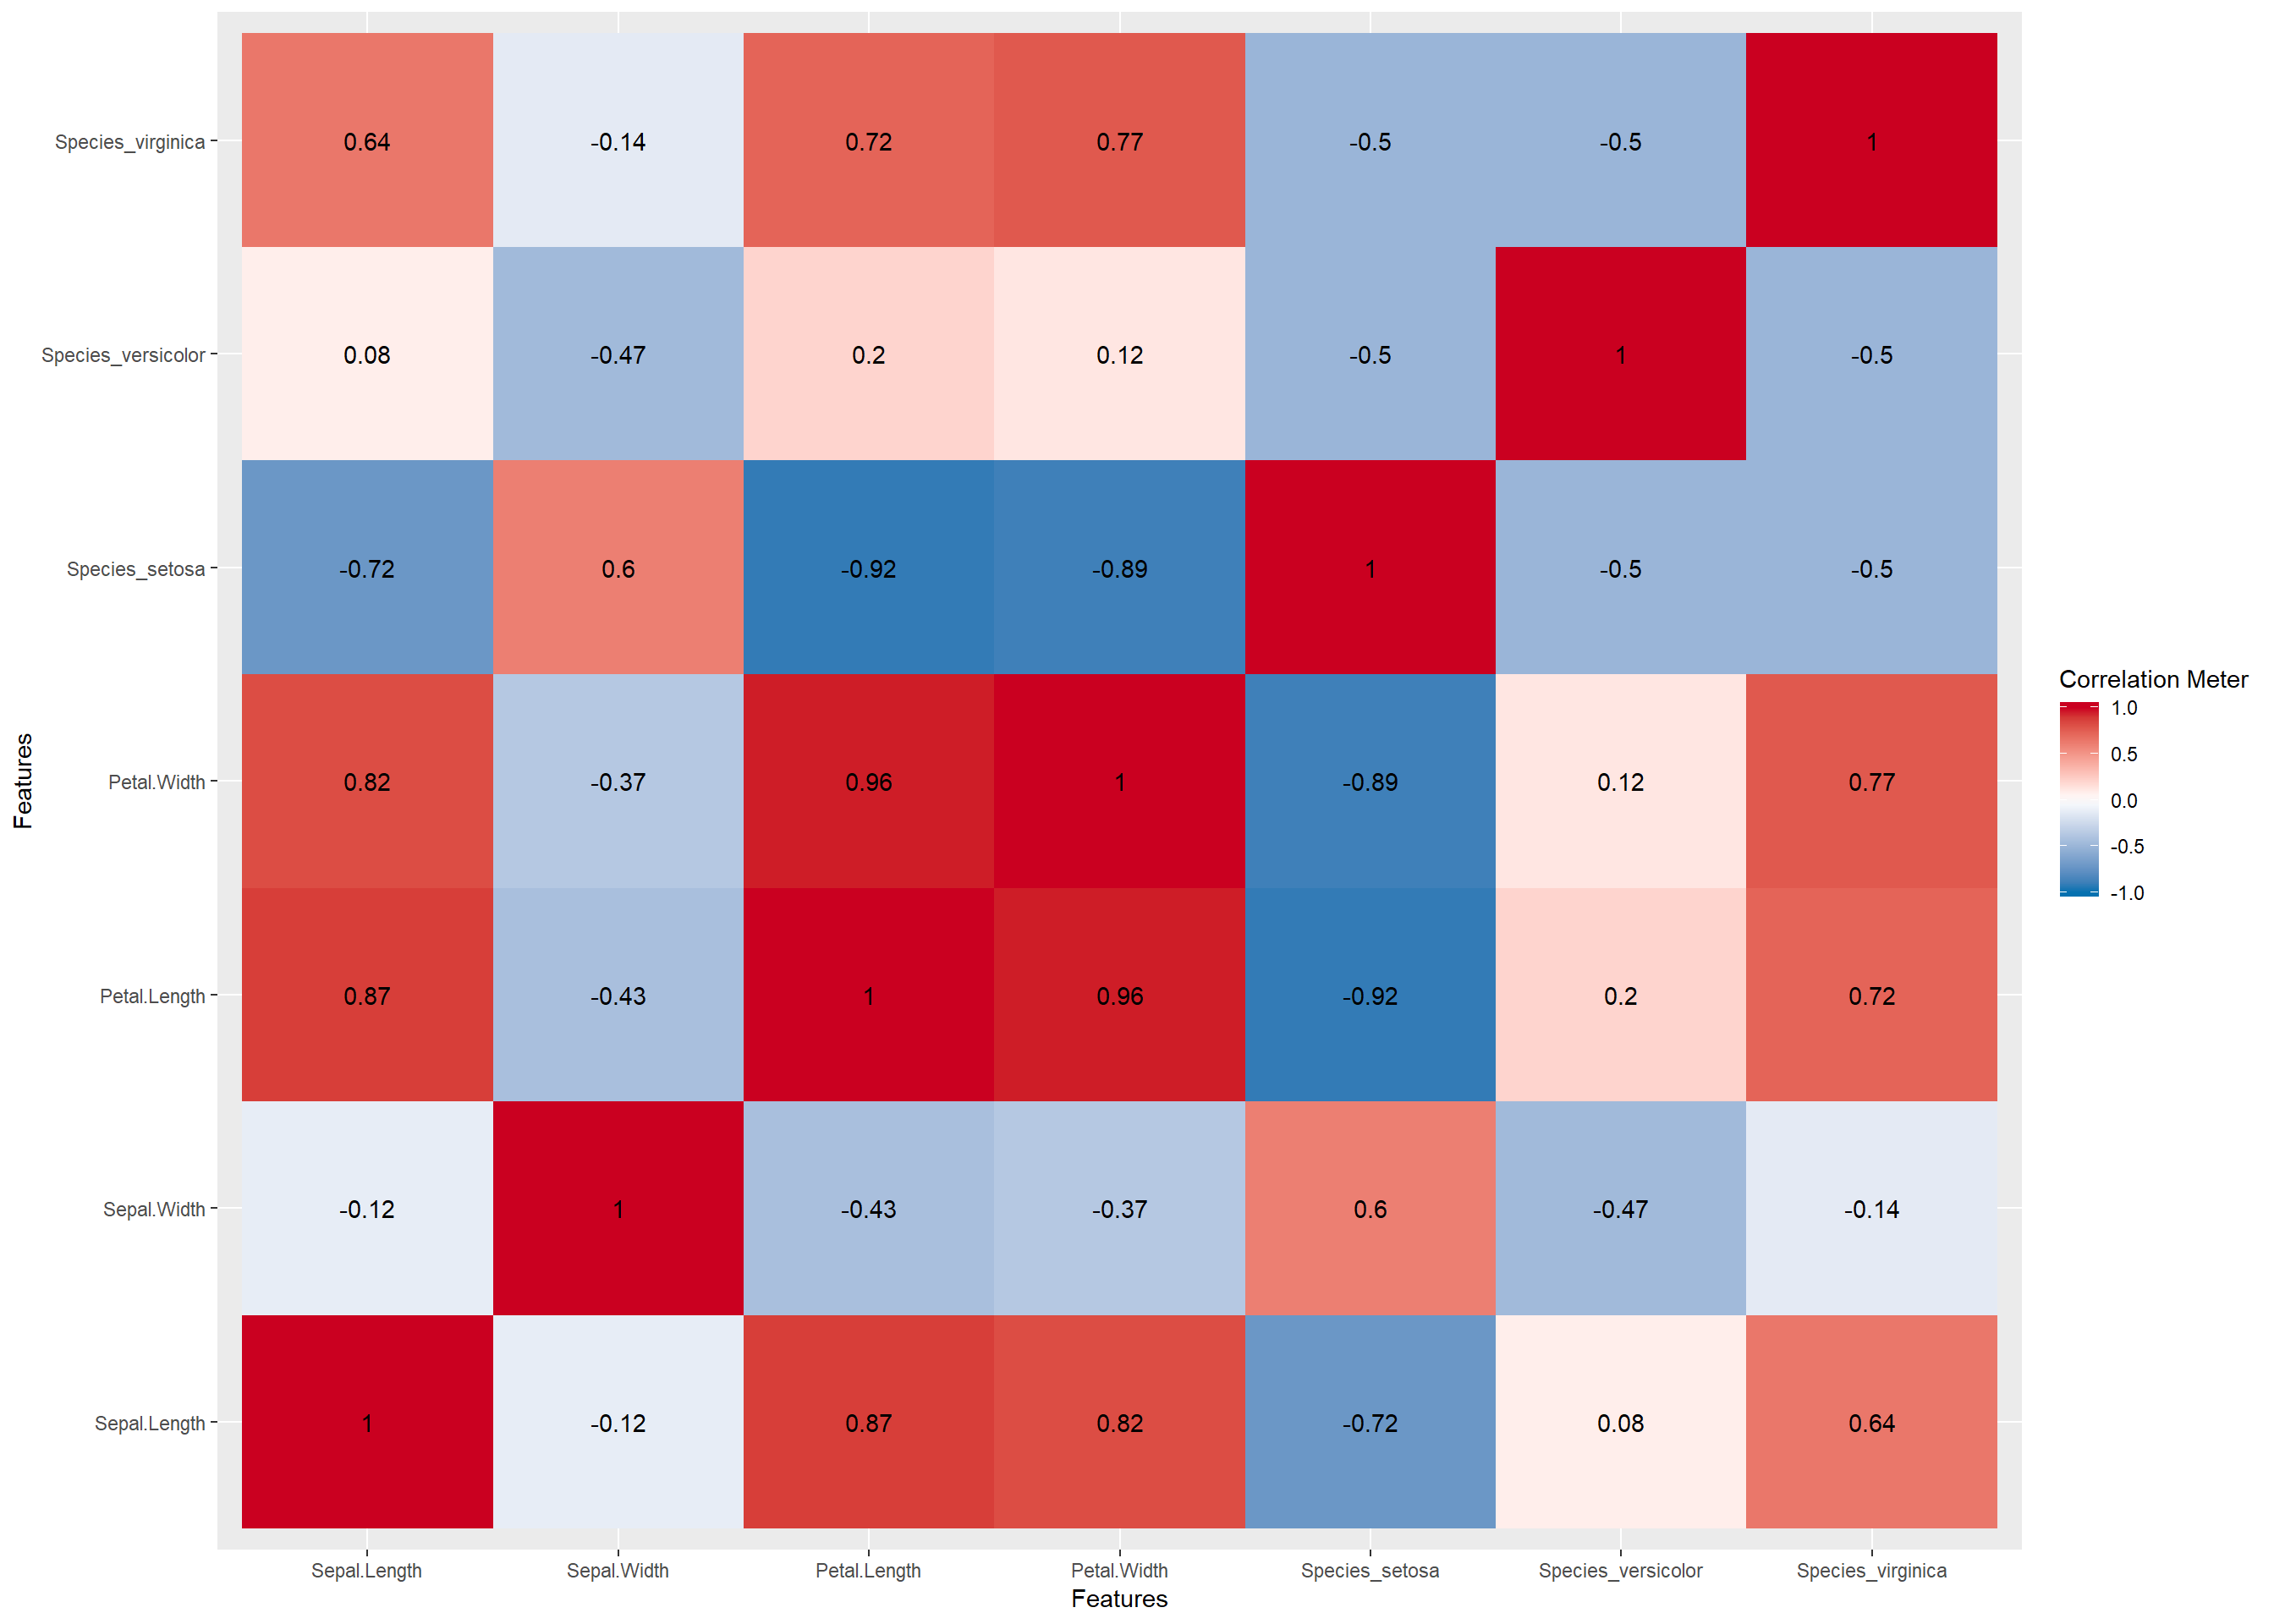 Species_virginica 0.64 -0.14 0.72 0.77 -0.5 -0.5 1
Species_versicolor 0.08 -0.47 0.2 0.12 -0.5 1 -0.5
Species_setosa -0.72 0.6 -0.92 -0.89 1 -0.5 -0.5
Petal.Width 0.82 -0.37 0.96 1 -0.89 0.12 0.77
Petal.Length 0.87 -0.43 1 0.96 -0.92 0.2 0.72
Sepal.Width -0.12 1 -0.43 -0.37 0.6 -0.47 -0.14
Sepal.Length 1 -0.12 0.87 0.82 -0.72 0.08 0.64
Sepal.Length Sepal.Width Petal.Length Petal.Width Species_setosa Species_versicolor Species_virginica
Features
Features
Correlation Meter
1.0
0.5
0.0
-0.5
-1.0